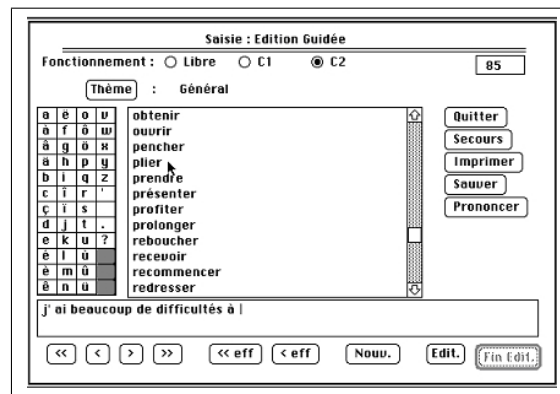 Saisie : Edition Guidée
Fonctionnement : Libre C1 C2 85
Thème : Général
a ë o v
à f ô w
â g ö x
ä h p y
b i q z
c î r '
ç ï s
d j t .
e k u ?
é l ù
è m û
ê n ü
obtenir
ouvrir
pencher
plier
prendre
présenter
profiter
prolonger
reboucher
recevoir
recommencer
redresser
Quitter
Secours
Imprimer
Sauver
Prononcer
j' ai beaucoup de difficultés à
<< < > >> << eff < eff Nouv. Edit. Fin Edit.